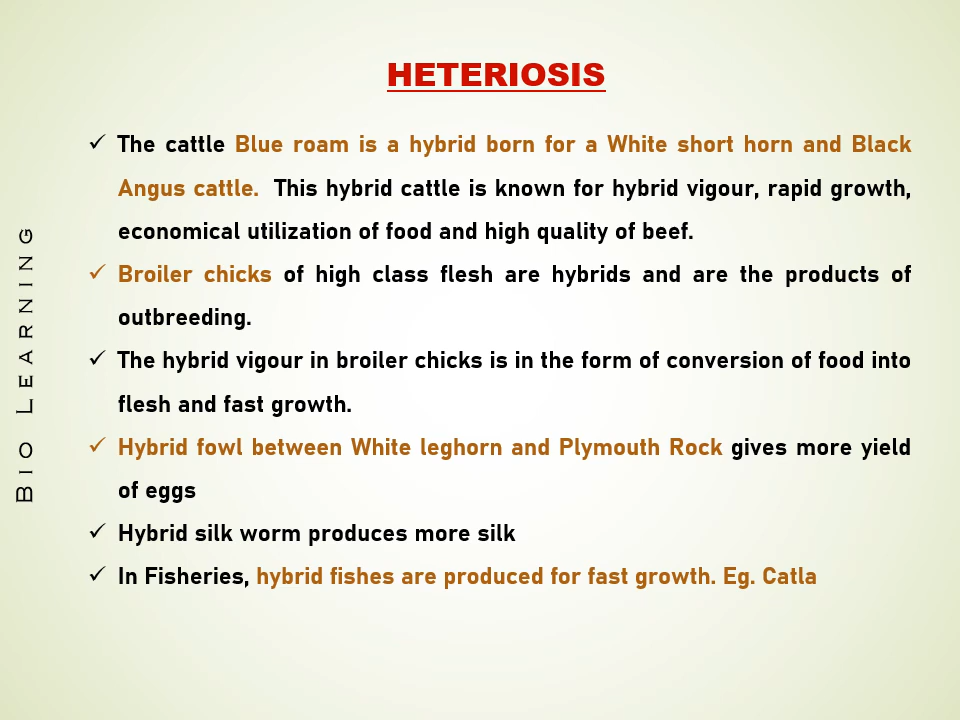 HETERIOSIS
✓ The cattle Blue roam is a hybrid born for a White short horn and Black
Angus cattle. This hybrid cattle is known for hybrid vigour, rapid growth,
economical utilization of food and high quality of beef.
✓ Broiler chicks of high class flesh are hybrids and are the products of
outbreeding.
✓ The hybrid vigour in broiler chicks is in the form of conversion of food into
flesh and fast growth.
✓ Hybrid fowl between White leghorn and Plymouth Rock gives more yield
of eggs
✓ Hybrid silk worm produces more silk
✓ In Fisheries, hybrid fishes are produced for fast growth. Eg. Catla
Bio Learning